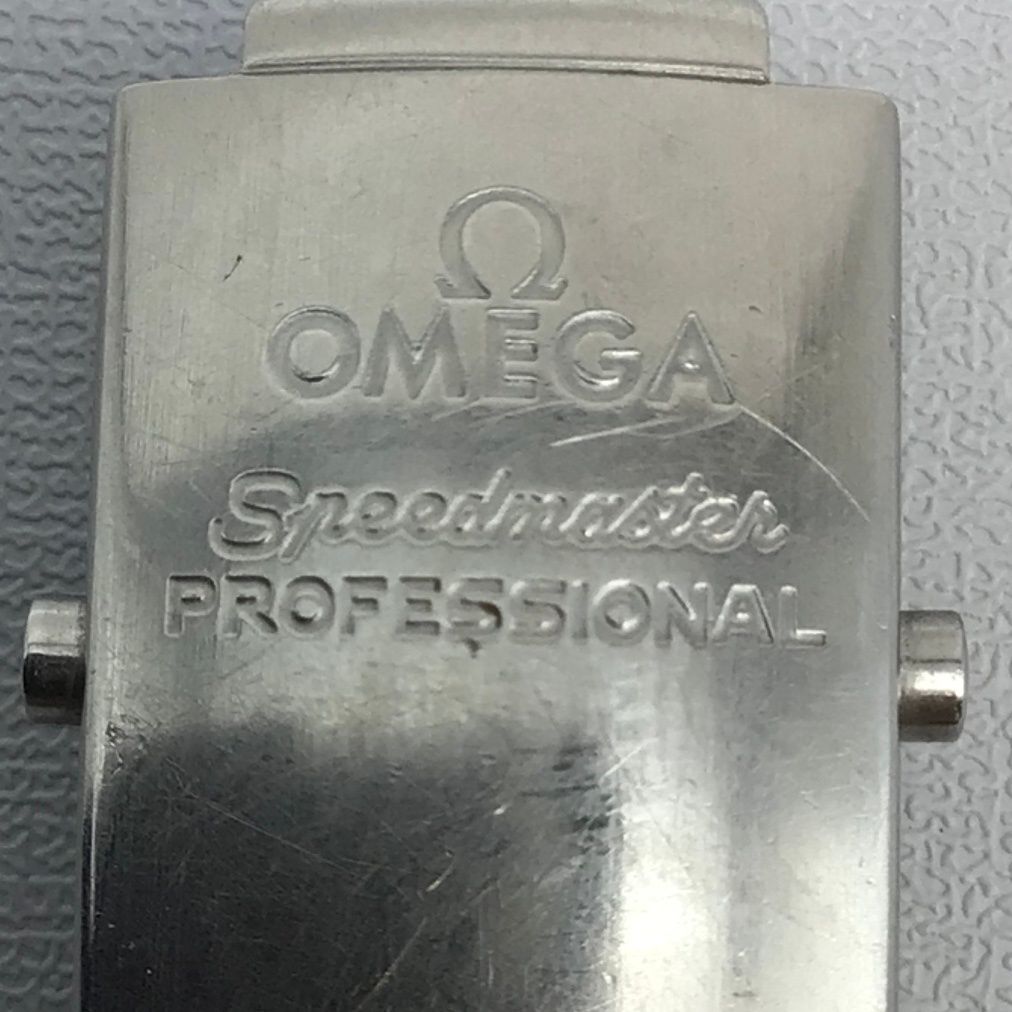 Ω
OMEGA
Speedmaster
PROFESSIONAL